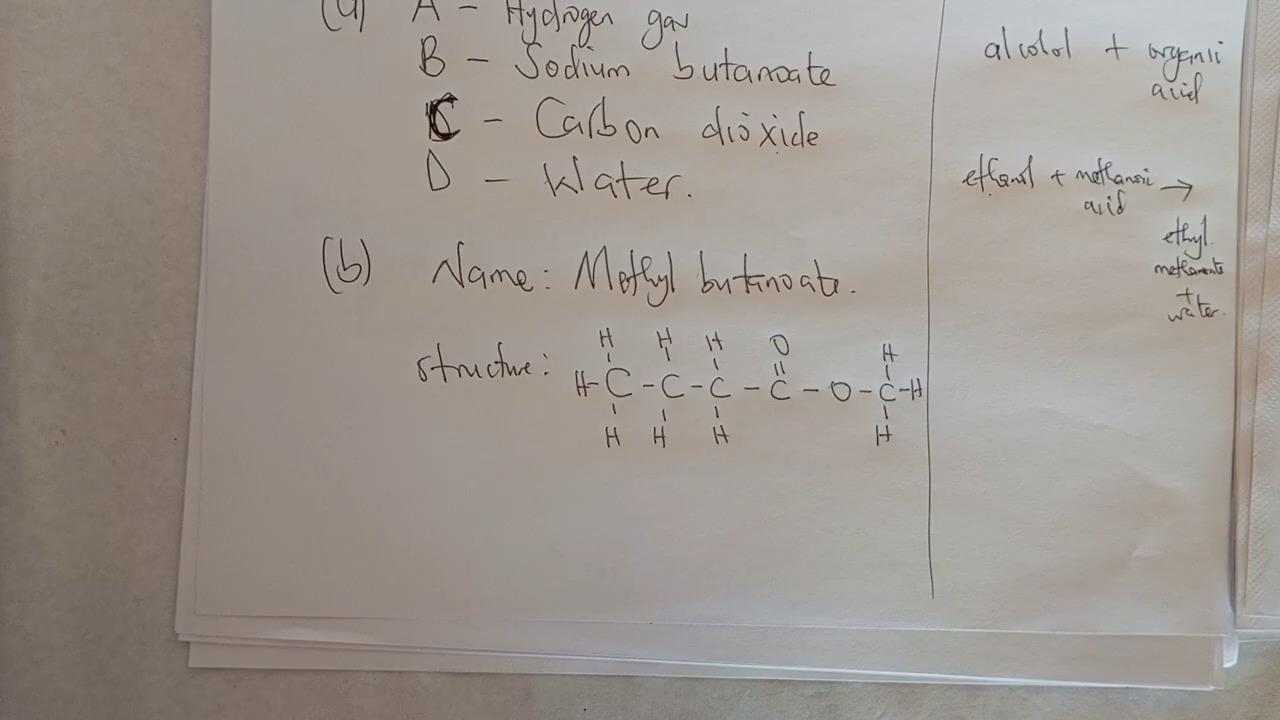 (a) A - Hydrogen gas
B - Sodium butanoate
C - Carbon dioxide
D - Water.
(b) Name: Methyl butanoate.
structure:
H H H O H
H-C-C-C-C-O-C-H
H H H H
alcohol + organic
acid
ethanol + methanoic →
acid
ethyl
methanoate
+
water.